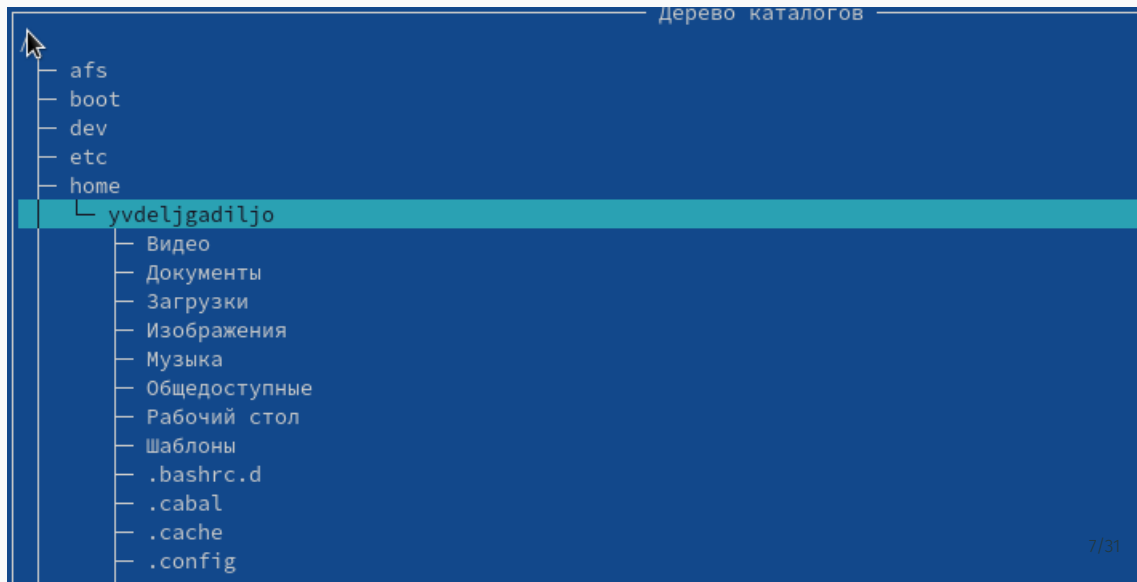 Дерево каталогов
/
afs
boot
dev
etc
home
yvdeljgadiljo
Видео
Документы
Загрузки
Изображения
Музыка
Общедоступные
Рабочий стол
Шаблоны
.bashrc.d
.cabal
.cache
.config
7/31